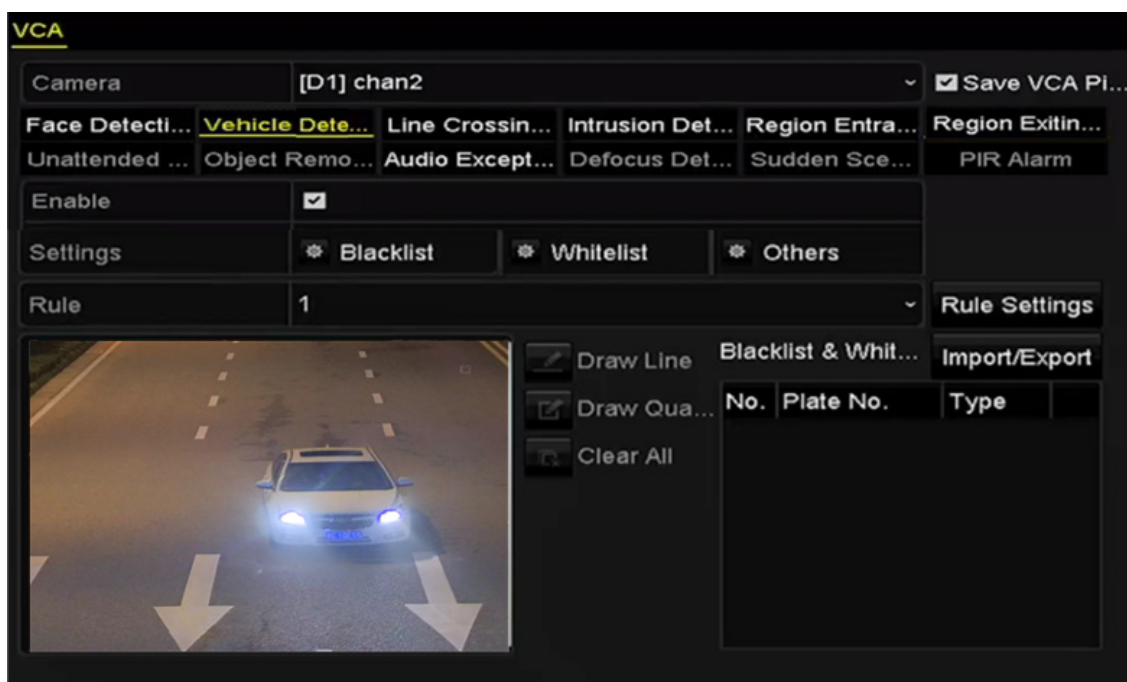 VCA
Camera [D1] chan2 Save VCA Pi...
Face Detecti... Vehicle Dete... Line Crossin... Intrusion Det... Region Entra... Region Exitin...
Unattended ... Object Remo... Audio Except... Defocus Det... Sudden Sce... PIR Alarm
Enable
Settings Blacklist Whitelist Others
Rule 1 Rule Settings
Draw Line Blacklist & Whit... Import/Export
Draw Qua... No. Plate No. Type
Clear All